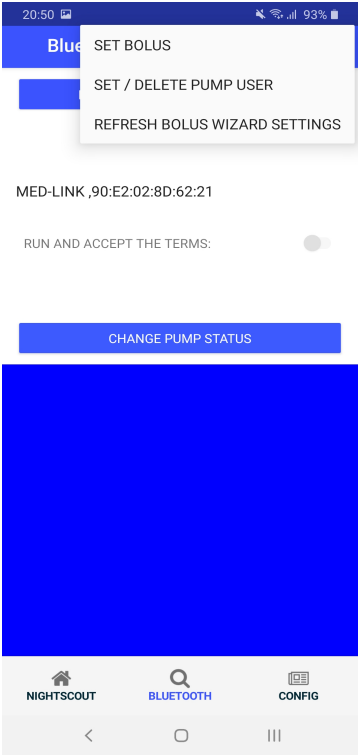 20:50 93%
Blue
SET BOLUS
SET / DELETE PUMP USER
REFRESH BOLUS WIZARD SETTINGS
MED-LINK ,90:E2:02:8D:62:21
RUN AND ACCEPT THE TERMS:
CHANGE PUMP STATUS
NIGHTSCOUT BLUETOOTH CONFIG